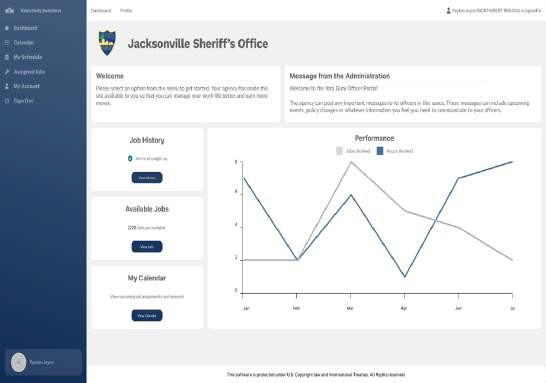 Dashboard
Calendar
My Schedule
Assigned Jobs
My Account
Sign Out
Dashboard
Profile
Jacksonville Sheriff's Office
Welcome
Please select an option from the menu to get started. Your agency has made this
site available to you so that you can manage your work life better and earn more
money.
Message from the Administration
Welcome to the Xtra Duty Officer Portal!
The agency can post any important messages to its officers in this space. These messages can include upcoming
events, policy changes or whatever information you feel you need to communicate to your officers.
Job History
You're all caught up.
View History
Available Jobs
Jobs are available
View Jobs
My Calendar
View upcoming job assignments and requests
View Calendar
Performance
Jobs Worked
Hours Worked
8
6
4
2
0
Jan
Feb
Mar
Apr
Jun
Jul
This software is protected under U.S. Copyright law and International Treaties. All Rights reserved